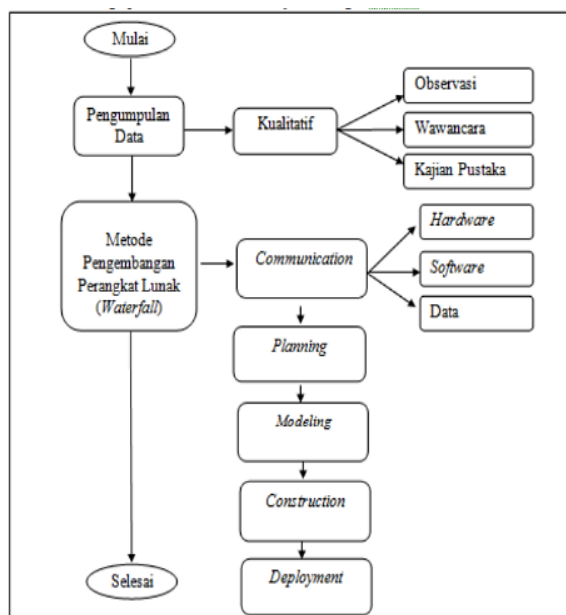 Mulai
Pengumpulan
Data
Kualitatif
Observasi
Wawancara
Kajian Pustaka
Metode
Pengembangan
Perangkat Lunak
(Waterfall)
Communication
Hardware
Software
Data
Planning
Modeling
Construction
Deployment
Selesai